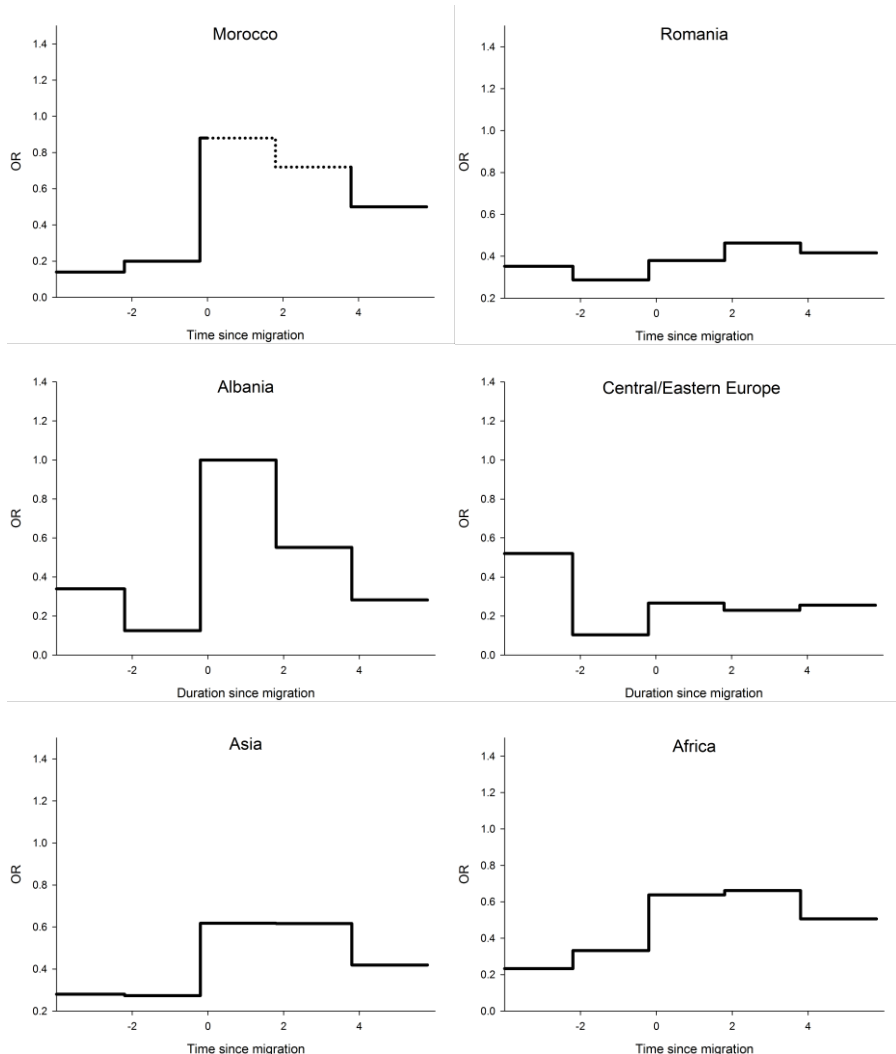 Morocco
OR
1.4
1.2
1.0
0.8
0.6
0.4
0.2
0.0
-2 0 2 4
Time since migration
Romania
OR
1.4
1.2
1.0
0.8
0.6
0.4
0.2
-2 0 2 4
Time since migration
Albania
OR
1.4
1.2
1.0
0.8
0.6
0.4
0.2
0.0
-2 0 2 4
Duration since migration
Central/Eastern Europe
OR
1.4
1.2
1.0
0.8
0.6
0.4
0.2
0.0
-2 0 2 4
Duration since migration
Asia
OR
1.4
1.2
1.0
0.8
0.6
0.4
0.2
-2 0 2 4
Time since migration
Africa
OR
1.4
1.2
1.0
0.8
0.6
0.4
0.2
0.0
-2 0 2 4
Time since migration